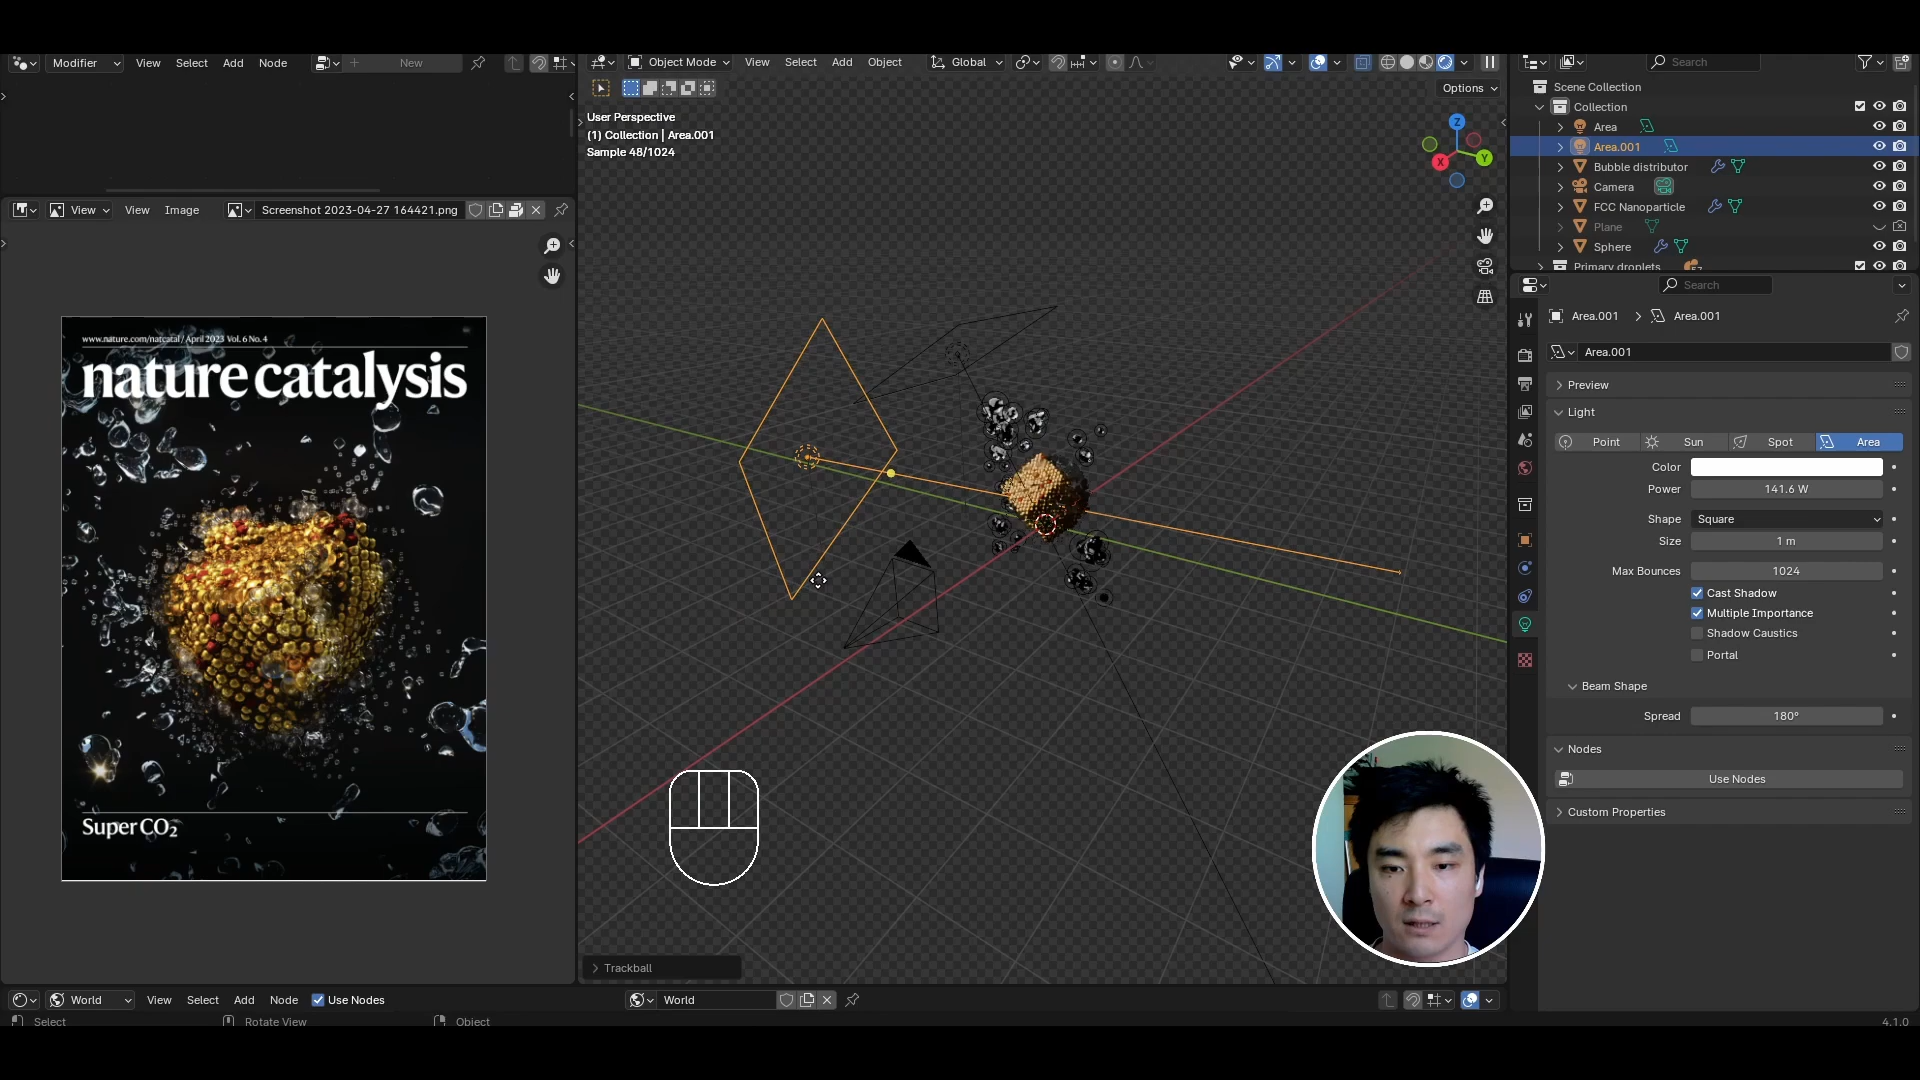 Modifier View Select Add Node New
Object Mode View Select Add Object Global
Search
Options
Scene Collection
Collection
Area
Area.001
Bubble distributor
Camera
FCC Nanoparticle
Plane
Sphere
Primary droplets
User Perspective
(1) Collection | Area.001
Sample 48/1024
Z
Y
X
View View Image Screenshot 2023-04-27 164421.png
www.nature.com/natcatal/April 2023 Vol. 6 No. 4
nature catalysis
Super CO₂
Search
Area.001 > Area.001
Area.001
Preview
Light
Point Sun Spot Area
Color
Power 141.6 W
Shape Square
Size 1 m
Max Bounces 1024
Cast Shadow
Multiple Importance
Shadow Caustics
Portal
Beam Shape
Spread 180°
Nodes
Use Nodes
Custom Properties
Trackball
World View Select Add Node Use Nodes World
Select Rotate View Object 4.1.0